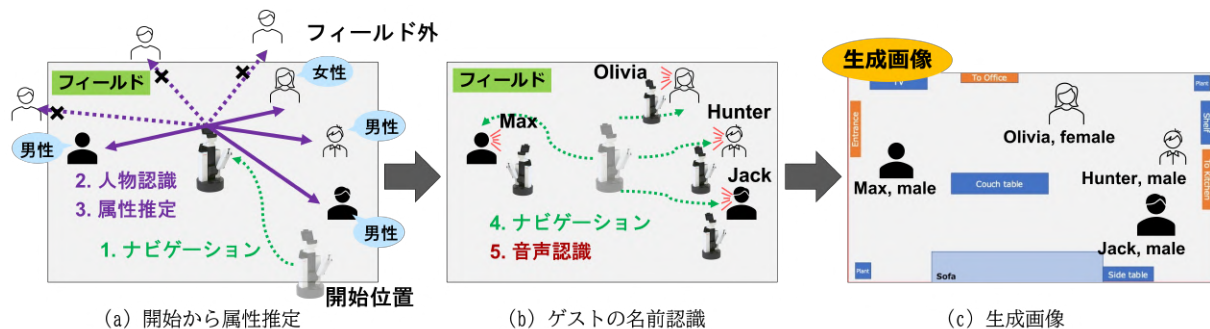 フィールド外
フィールド
女性
男性
男性
男性
2. 人物認識
3. 属性推定
1. ナビゲーション
開始位置
(a) 開始から属性推定
フィールド
Olivia
Max
Hunter
Jack
4. ナビゲーション
5. 音声認識
(b) ゲストの名前認識
生成画像
TV
To Office
Plant
Entrance
Shelf
Olivia, female
Max, male
Couch table
Hunter, male
To Kitchen
Jack, male
Plant
Sofa
Side table
(c) 生成画像